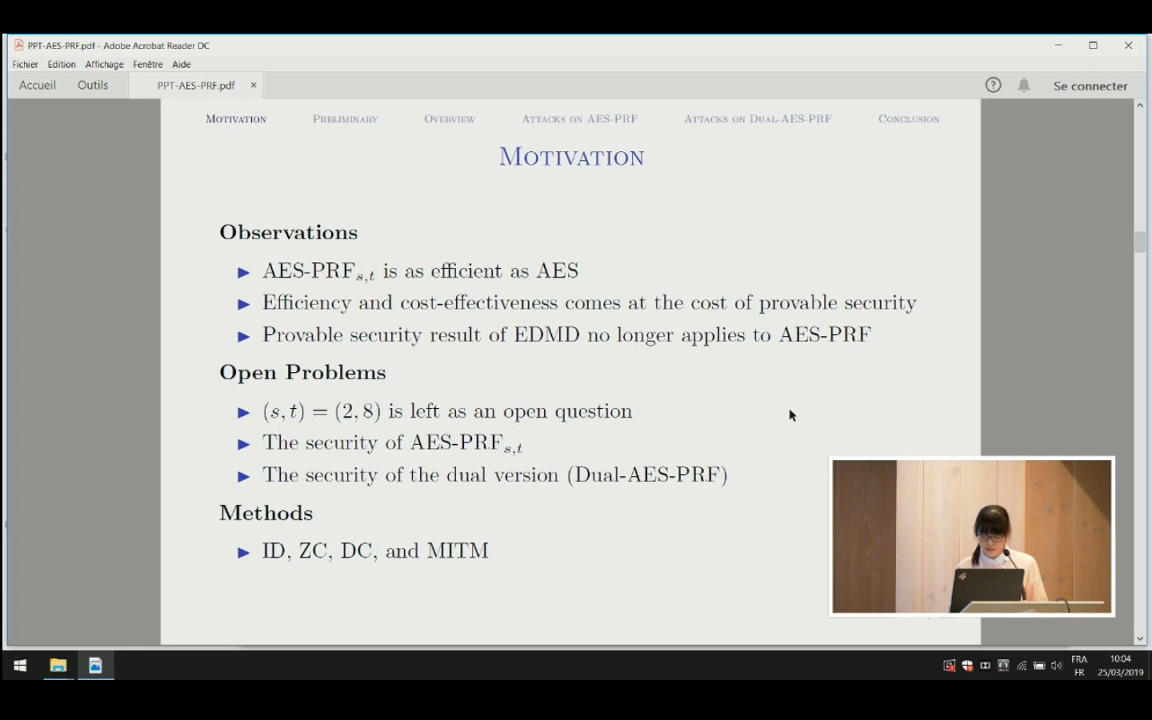 PPT-AES-PRF.pdf - Adobe Acrobat Reader DC
Fichier Edition Affichage Fenêtre Aide
Accueil Outils PPT-AES-PRF.pdf × ? Se connecter
MOTIVATION PRELIMINARY OVERVIEW ATTACKS ON AES-PRF ATTACKS ON DUAL-AES-PRF CONCLUSION
MOTIVATION
Observations
▶ AES-PRFs,t is as efficient as AES
▶ Efficiency and cost-effectiveness comes at the cost of provable security
▶ Provable security result of EDMD no longer applies to AES-PRF
Open Problems
▶ (s, t) = (2, 8) is left as an open question
▶ The security of AES-PRFs,t
▶ The security of the dual version (Dual-AES-PRF)
Methods
▶ ID, ZC, DC, and MITM
FRA 10:04
FR 25/03/2019